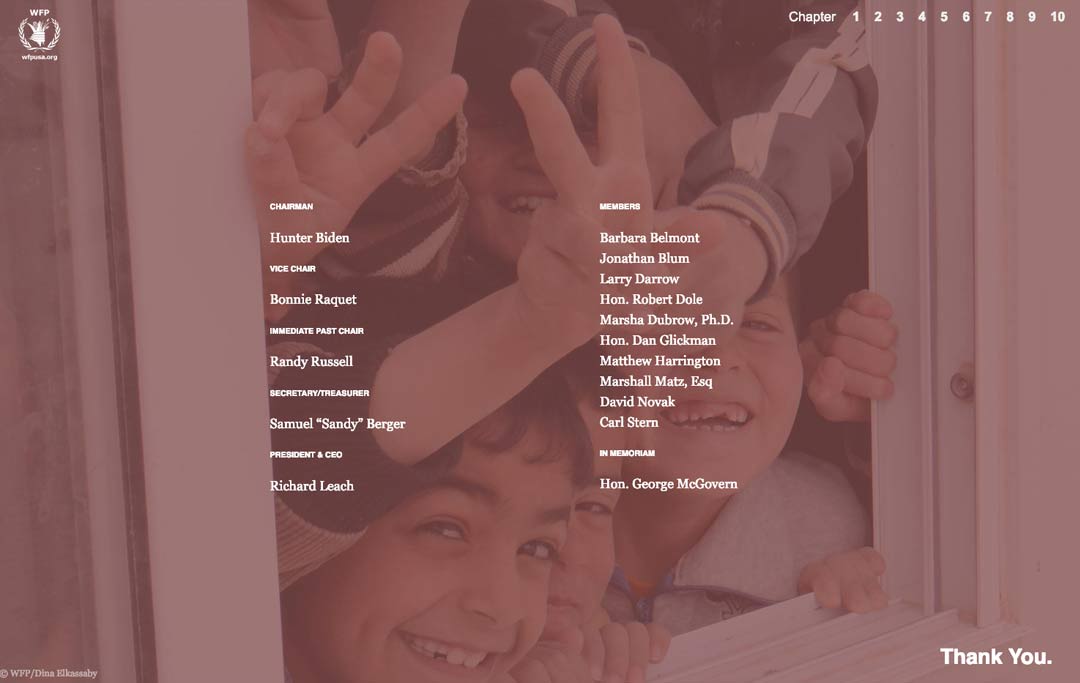 WFP
wfpusa.org
Chapter 1 2 3 4 5 6 7 8 9 10
CHAIRMAN
Hunter Biden
VICE CHAIR
Bonnie Raquet
IMMEDIATE PAST CHAIR
Randy Russell
SECRETARY/TREASURER
Samuel “Sandy” Berger
PRESIDENT & CEO
Richard Leach
MEMBERS
Barbara Belmont
Jonathan Blum
Larry Darrow
Hon. Robert Dole
Marsha Dubrow, Ph.D.
Hon. Dan Glickman
Matthew Harrington
Marshall Matz, Esq
David Novak
Carl Stern
IN MEMORIAM
Hon. George McGovern
Thank You.
© WFP/Dina Elkassaby